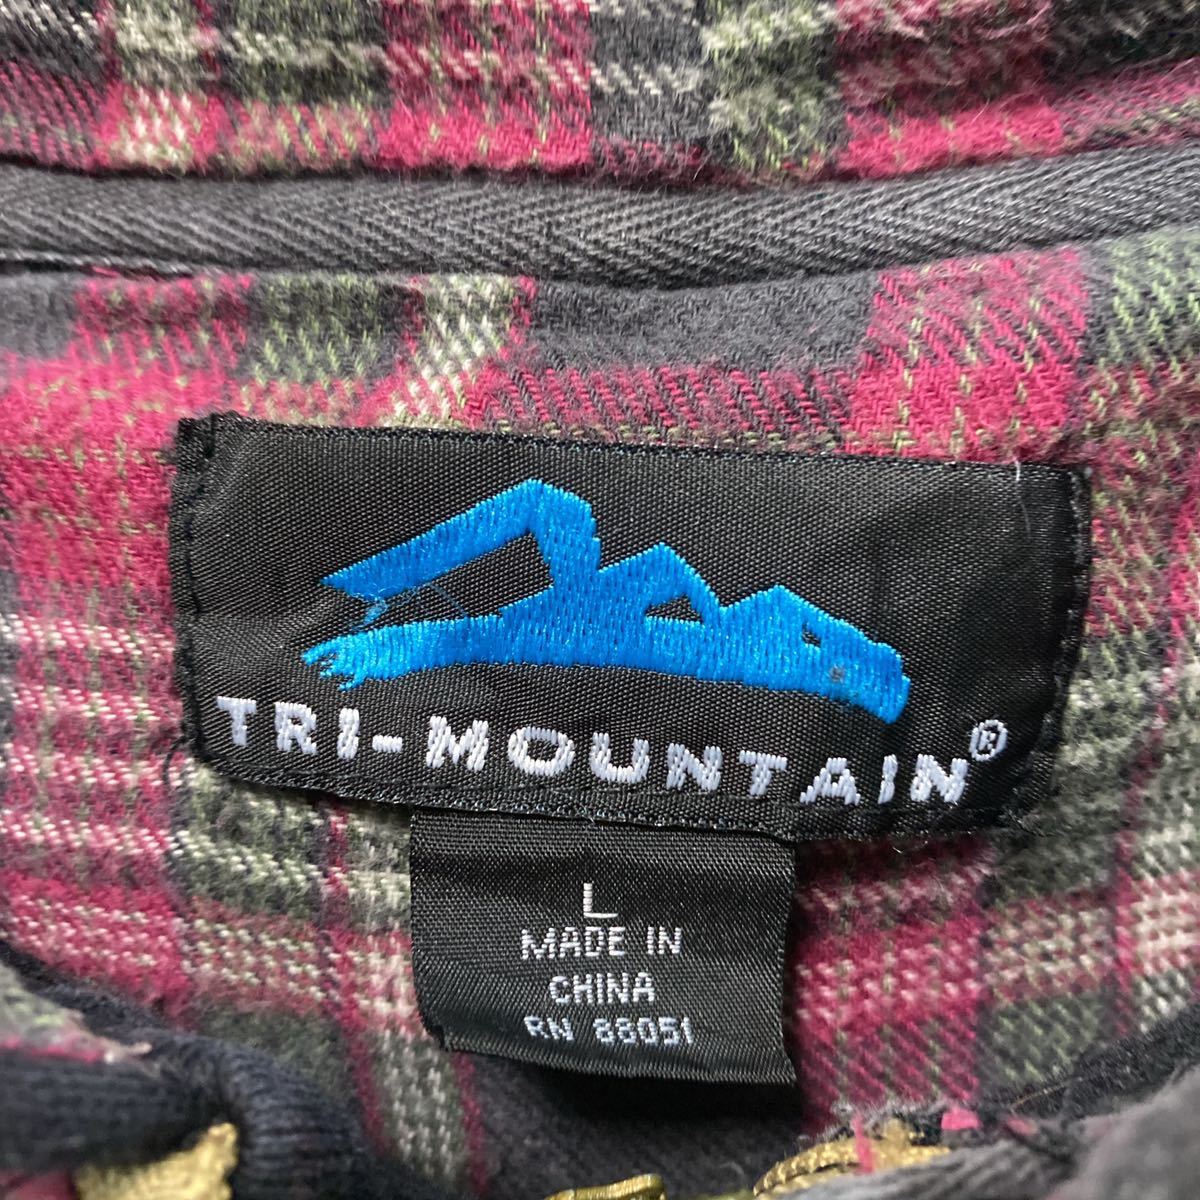 TRI-MOUNTAIN®
L
MADE IN
CHINA
RN 88051